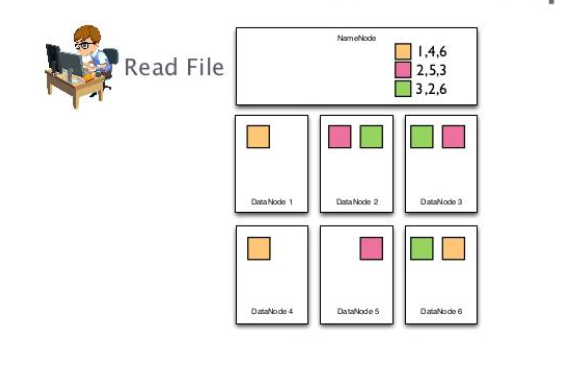 Read File
NameNode
1,4,6
2,5,3
3,2,6
DataNode 1
DataNode 2
DataNode 3
DataNode 4
DataNode 5
DataNode 6